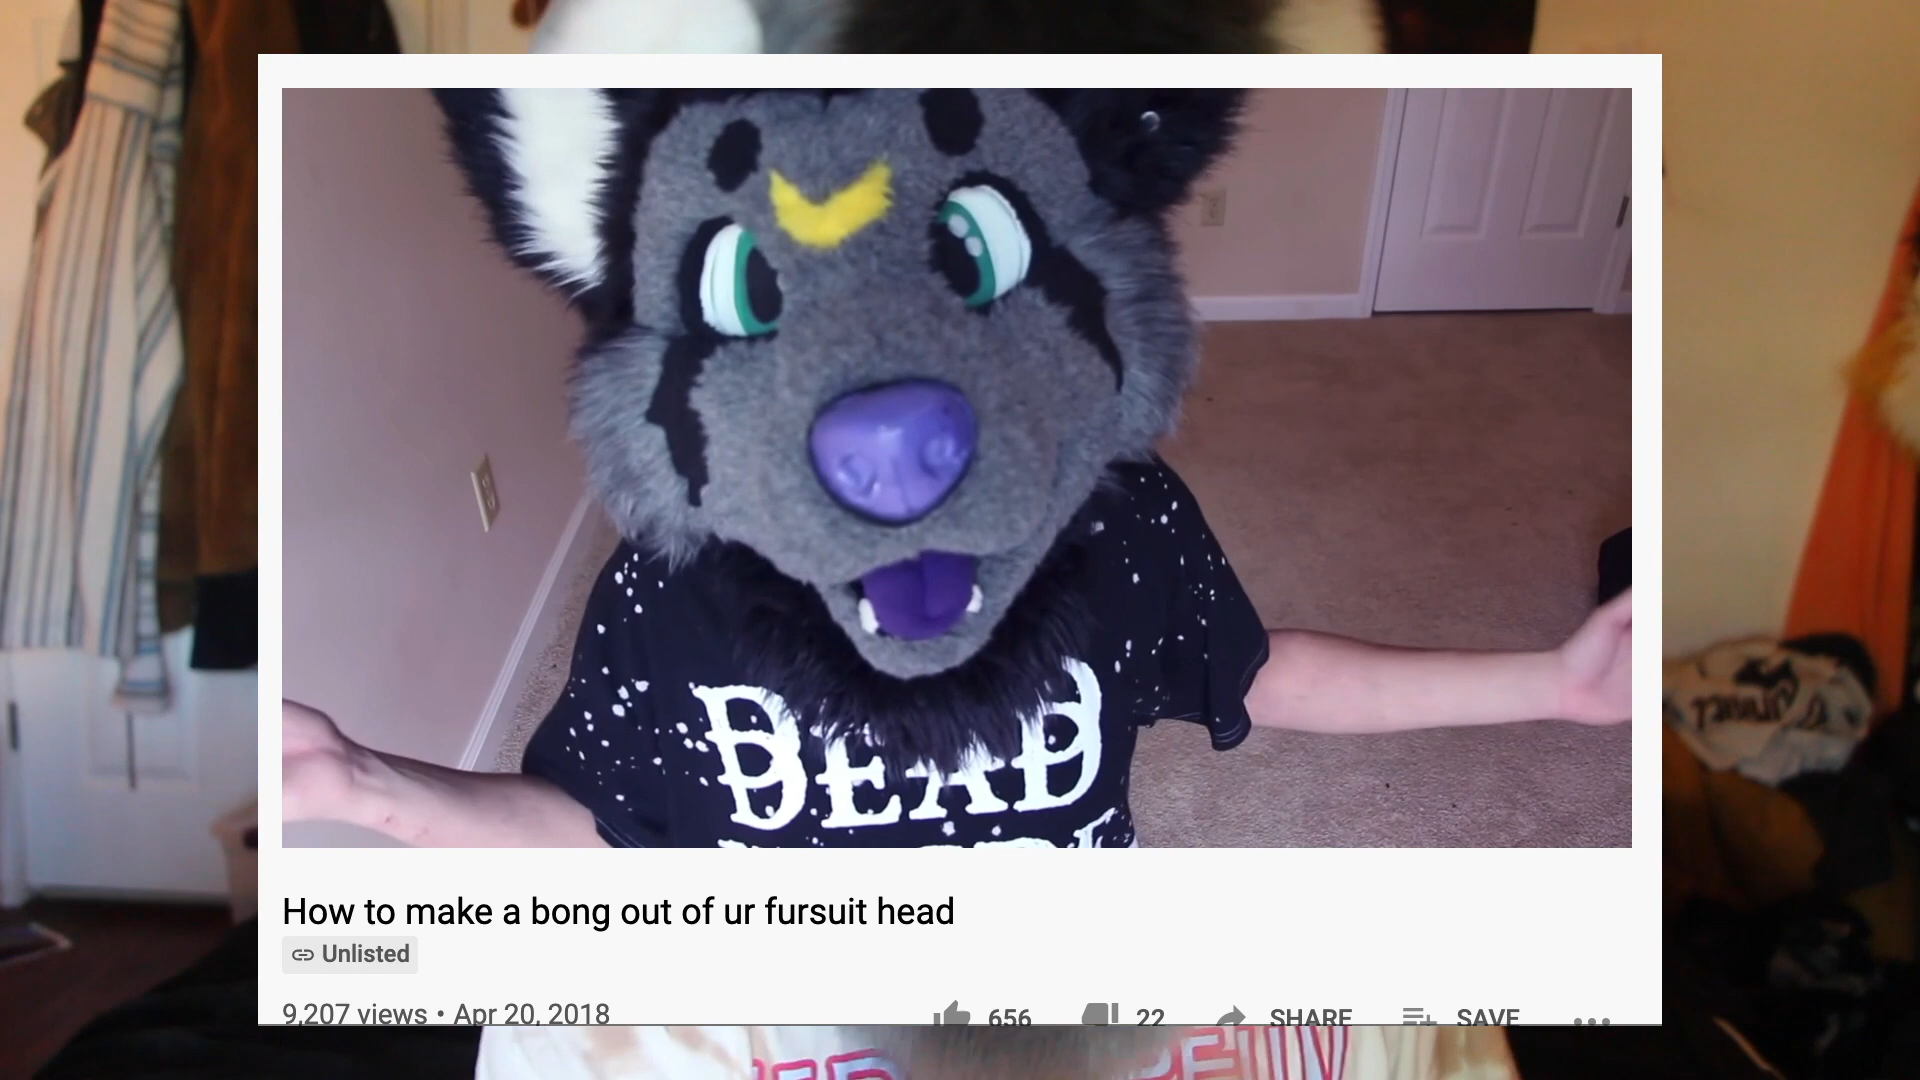 DEAD
How to make a bong out of ur fursuit head
Unlisted
9,207 views • Apr 20, 2018
656
22
SHARE
SAVE